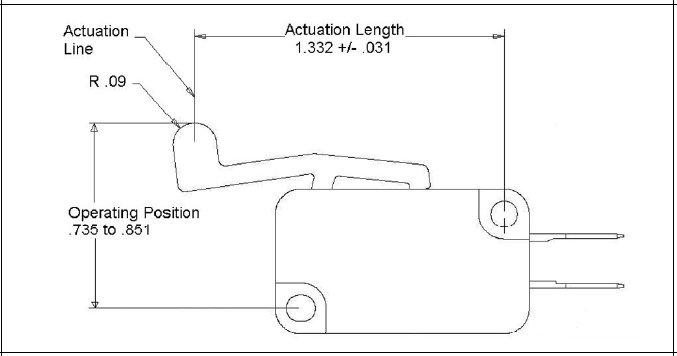 Actuation
Line
Actuation Length
1.332 +/- .031
R .09
Operating Position
.735 to .851